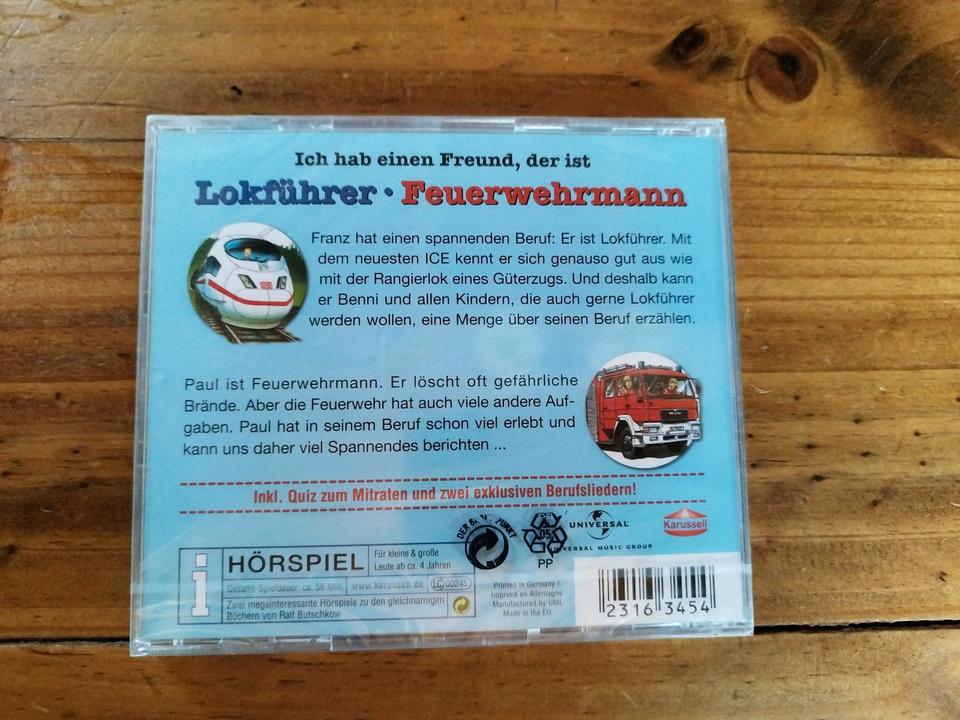 Ich hab einen Freund, der ist
Lokführer · Feuerwehrmann
Franz hat einen spannenden Beruf: Er ist Lokführer. Mit
dem neuesten ICE kennt er sich genauso gut aus wie
mit der Rangierlok eines Güterzugs. Und deshalb kann
er Benni und allen Kindern, die auch gerne Lokführer
werden wollen, eine Menge über seinen Beruf erzählen.
Paul ist Feuerwehrmann. Er löscht oft gefährliche
Brände. Aber die Feuerwehr hat auch viele andere Auf-
gaben. Paul hat in seinem Beruf schon viel erlebt und
kann uns daher viel Spannendes berichten ...
Inkl. Quiz zum Mitraten und zwei exklusiven Berufsliedern!
DER PUNKT
05
PP
UNIVERSAL
UNIVERSAL MUSIC GROUP
Karussell
i
HÖRSPIEL
Für kleine & große
Leute ab ca. 4 Jahren
Gesamt-Spieldauer: ca. 56 Min.
www.karussell.de
LC 00245
Zwei megainteressante Hörspiele zu den gleichnamigen
Büchern von Ralf Butschkow
Printed in Germany /
Imprimé en Allemagne
Manufactured by UML
Made in the EU
2316 3454